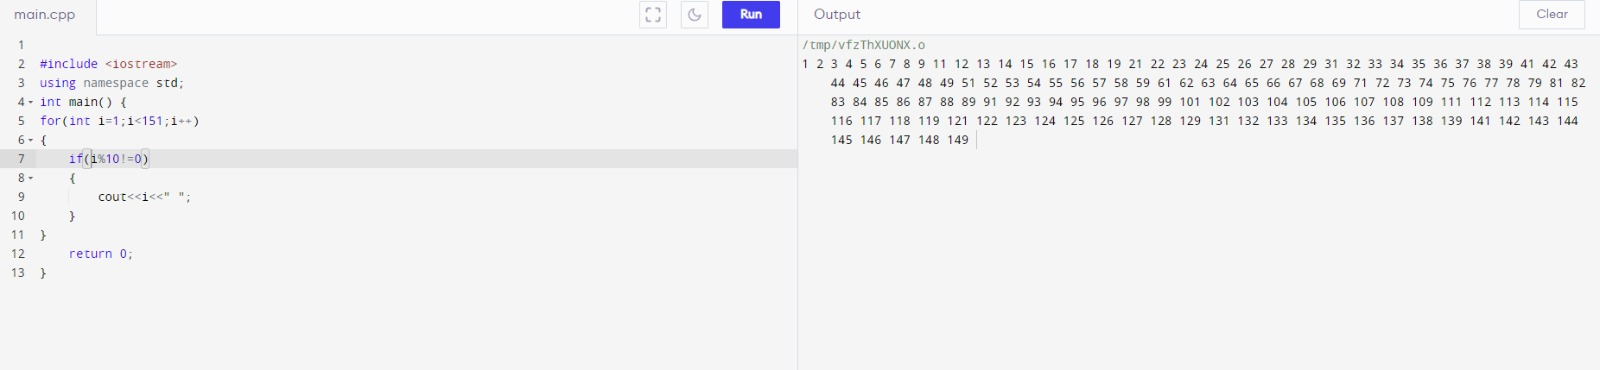 main.cpp
Run
Output
Clear
1
2 #include <iostream>
3 using namespace std;
4 int main() {
5 for(int i=1;i<151;i++)
6 {
7 if(i%10!=0)
8 {
9 cout<<i<<" ";
10 }
11 }
12 return 0;
13 }
/tmp/vfzThXUONX.o
1 2 3 4 5 6 7 8 9 11 12 13 14 15 16 17 18 19 21 22 23 24 25 26 27 28 29 31 32 33 34 35 36 37 38 39 41 42 43
44 45 46 47 48 49 51 52 53 54 55 56 57 58 59 61 62 63 64 65 66 67 68 69 71 72 73 74 75 76 77 78 79 81 82
83 84 85 86 87 88 89 91 92 93 94 95 96 97 98 99 101 102 103 104 105 106 107 108 109 111 112 113 114 115
116 117 118 119 121 122 123 124 125 126 127 128 129 131 132 133 134 135 136 137 138 139 141 142 143 144
145 146 147 148 149